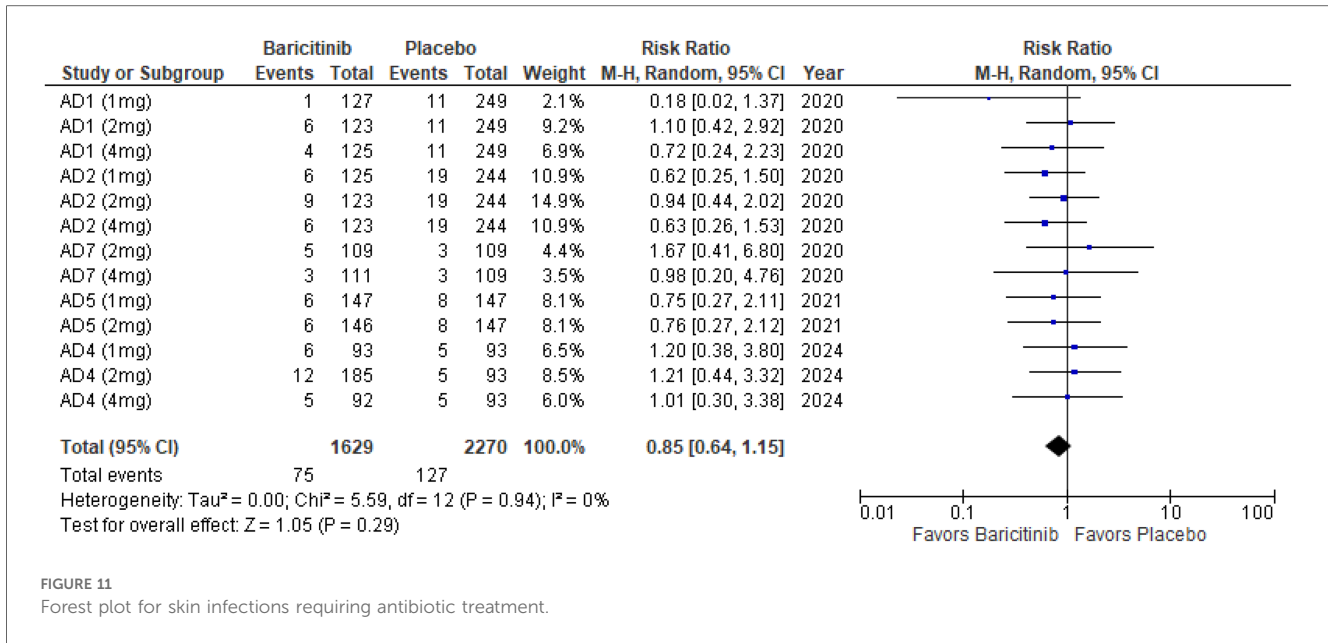 Baricitinib Placebo Risk Ratio Risk Ratio
Study or Subgroup Events Total Events Total Weight M-H, Random, 95% CI Year M-H, Random, 95% CI
AD1 (1mg) 1 127 11 249 2.1% 0.18 [0.02, 1.37] 2020
AD1 (2mg) 6 123 11 249 9.2% 1.10 [0.42, 2.92] 2020
AD1 (4mg) 4 125 11 249 6.9% 0.72 [0.24, 2.23] 2020
AD2 (1mg) 6 125 19 244 10.9% 0.62 [0.25, 1.50] 2020
AD2 (2mg) 9 123 19 244 14.9% 0.94 [0.44, 2.02] 2020
AD2 (4mg) 6 123 19 244 10.9% 0.63 [0.26, 1.53] 2020
AD7 (2mg) 5 109 3 109 4.4% 1.67 [0.41, 6.80] 2020
AD7 (4mg) 3 111 3 109 3.5% 0.98 [0.20, 4.76] 2020
AD5 (1mg) 6 147 8 147 8.1% 0.75 [0.27, 2.11] 2021
AD5 (2mg) 6 146 8 147 8.1% 0.76 [0.27, 2.12] 2021
AD4 (1mg) 6 93 5 93 6.5% 1.20 [0.38, 3.80] 2024
AD4 (2mg) 12 185 5 93 8.5% 1.21 [0.44, 3.32] 2024
AD4 (4mg) 5 92 5 93 6.0% 1.01 [0.30, 3.38] 2024
Total (95% CI) 1629 2270 100.0% 0.85 [0.64, 1.15]
Total events 75 127
Heterogeneity: Tau² = 0.00; Chi² = 5.59, df = 12 (P = 0.94); I² = 0%
Test for overall effect: Z = 1.05 (P = 0.29)
0.01 0.1 1 10 100
Favors Baricitinib Favors Placebo
FIGURE 11
Forest plot for skin infections requiring antibiotic treatment.